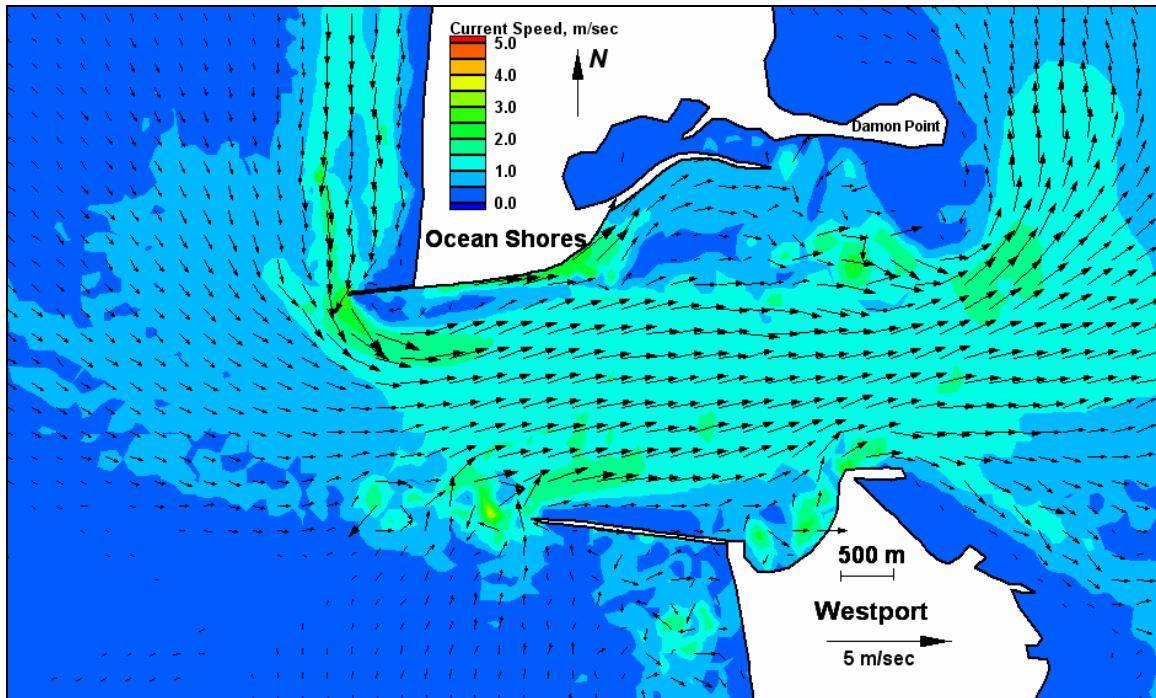 Current Speed, m/sec
5.0
4.0
3.0
2.0
1.0
0.0
N
Damon Point
Ocean Shores
500 m
Westport
5 m/sec